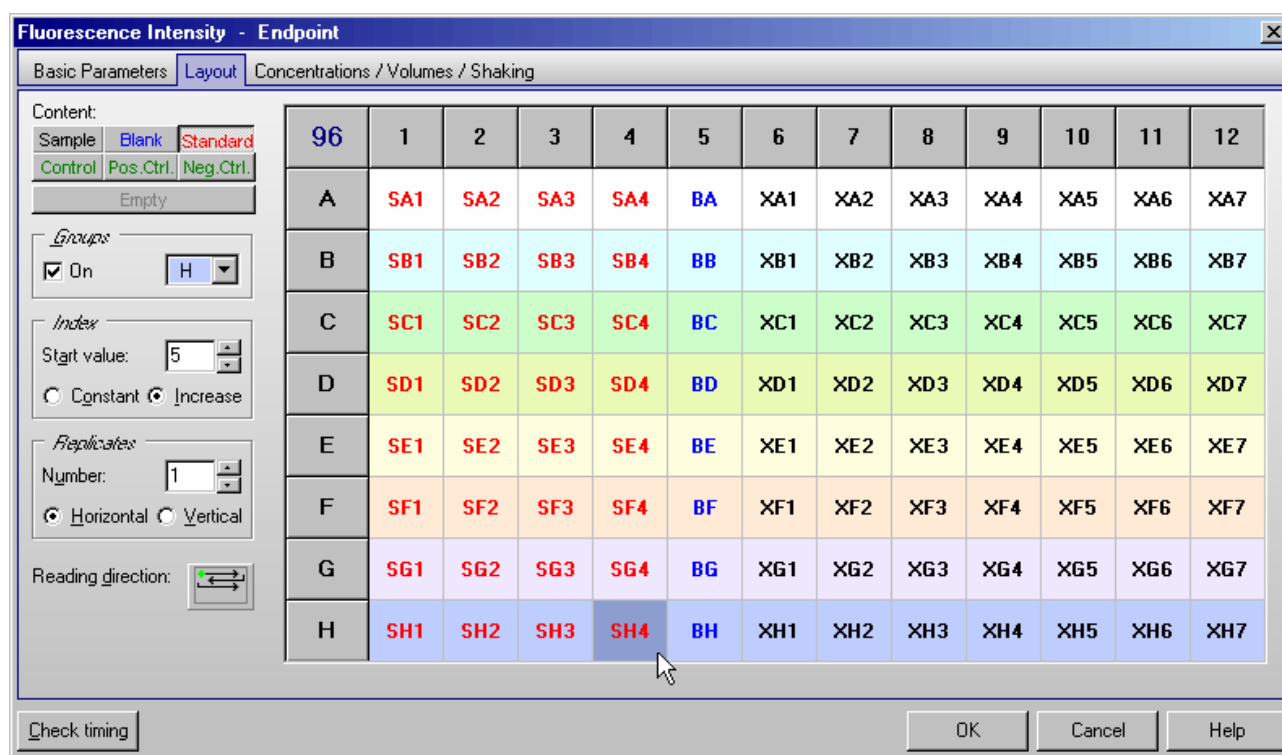 Fluorescence Intensity - Endpoint
Basic Parameters Layout Concentrations / Volumes / Shaking
Content:
Sample Blank Standard
Control Pos.Ctrl. Neg.Ctrl.
Empty
Groups
On H
Index
Start value: 5
Constant Increase
Replicates
Number: 1
Horizontal Vertical
Reading direction:
96 1 2 3 4 5 6 7 8 9 10 11 12
A SA1 SA2 SA3 SA4 BA XA1 XA2 XA3 XA4 XA5 XA6 XA7
B SB1 SB2 SB3 SB4 BB XB1 XB2 XB3 XB4 XB5 XB6 XB7
C SC1 SC2 SC3 SC4 BC XC1 XC2 XC3 XC4 XC5 XC6 XC7
D SD1 SD2 SD3 SD4 BD XD1 XD2 XD3 XD4 XD5 XD6 XD7
E SE1 SE2 SE3 SE4 BE XE1 XE2 XE3 XE4 XE5 XE6 XE7
F SF1 SF2 SF3 SF4 BF XF1 XF2 XF3 XF4 XF5 XF6 XF7
G SG1 SG2 SG3 SG4 BG XG1 XG2 XG3 XG4 XG5 XG6 XG7
H SH1 SH2 SH3 SH4 BH XH1 XH2 XH3 XH4 XH5 XH6 XH7
Check timing OK Cancel Help